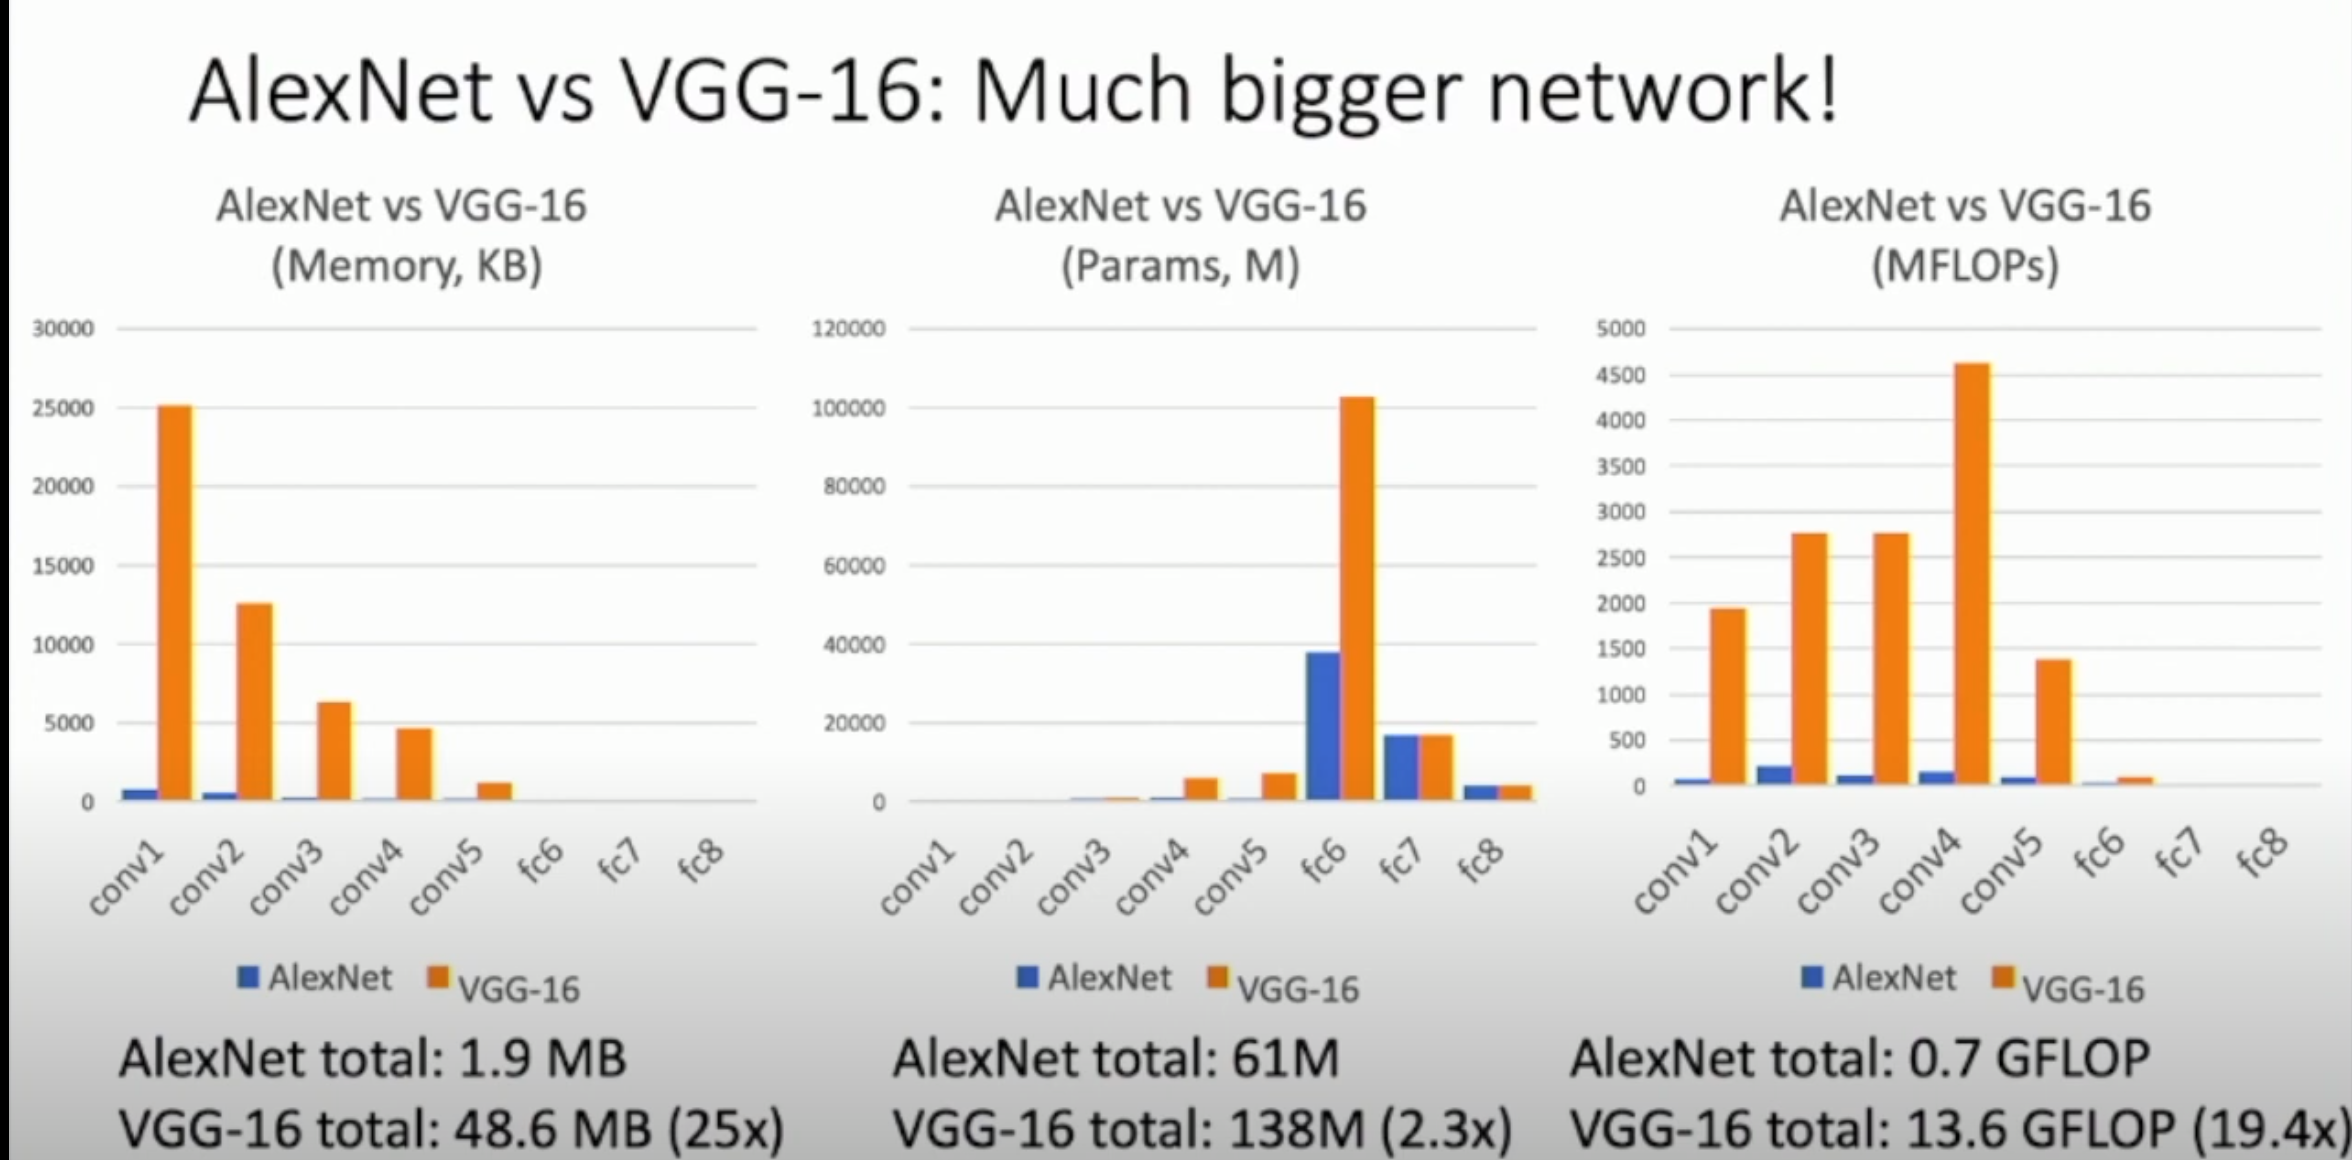 AlexNet vs VGG-16: Much bigger network!
AlexNet vs VGG-16
(Memory, KB)
30000
25000
20000
15000
10000
5000
0
conv1
conv2
conv3
conv4
conv5
fc6
fc7
fc8
AlexNet
VGG-16
AlexNet total: 1.9 MB
VGG-16 total: 48.6 MB (25x)
AlexNet vs VGG-16
(Params, M)
120000
100000
80000
60000
40000
20000
0
conv1
conv2
conv3
conv4
conv5
fc6
fc7
fc8
AlexNet
VGG-16
AlexNet total: 61M
VGG-16 total: 138M (2.3x)
AlexNet vs VGG-16
(MFLOPs)
5000
4500
4000
3500
3000
2500
2000
1500
1000
500
0
conv1
conv2
conv3
conv4
conv5
fc6
fc7
fc8
AlexNet
VGG-16
AlexNet total: 0.7 GFLOP
VGG-16 total: 13.6 GFLOP (19.4x)